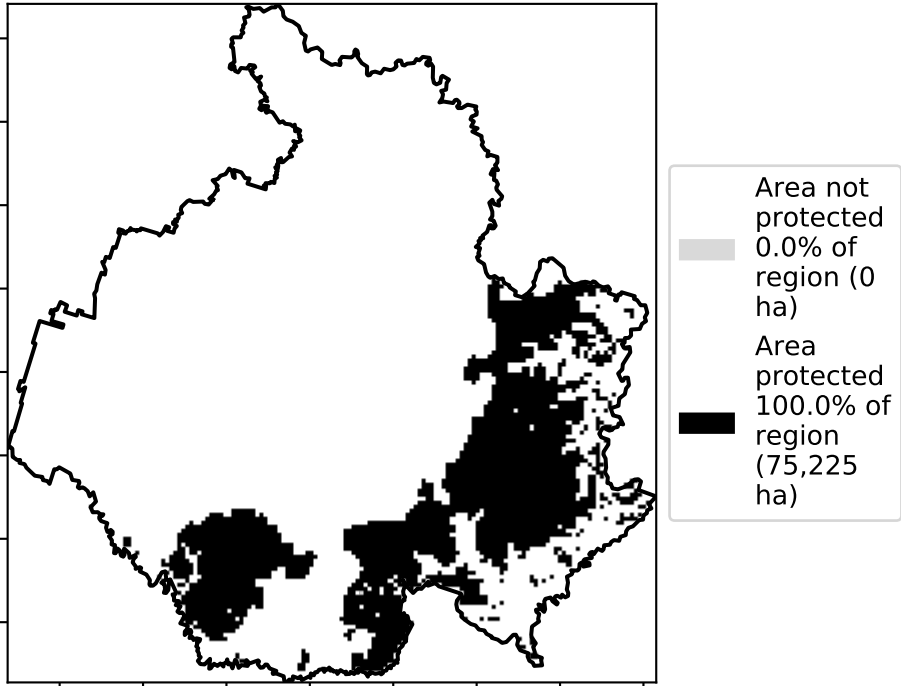 Area not
protected
0.0% of
region (0
ha)
Area
protected
100.0% of
region
(75,225
ha)